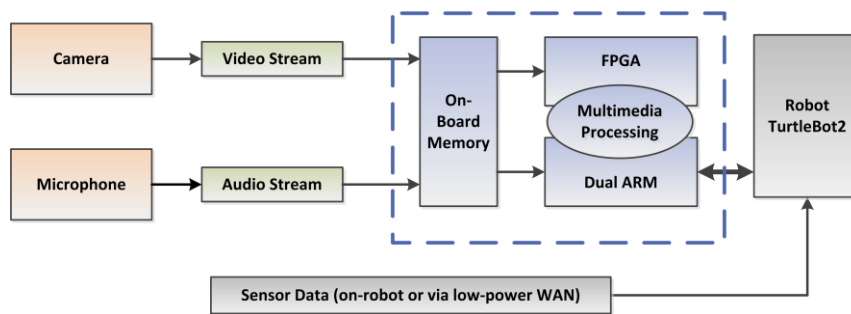 Camera
Video Stream
On-
Board
Memory
FPGA
Multimedia
Processing
Dual ARM
Robot
TurtleBot2
Microphone
Audio Stream
Sensor Data (on-robot or via low-power WAN)